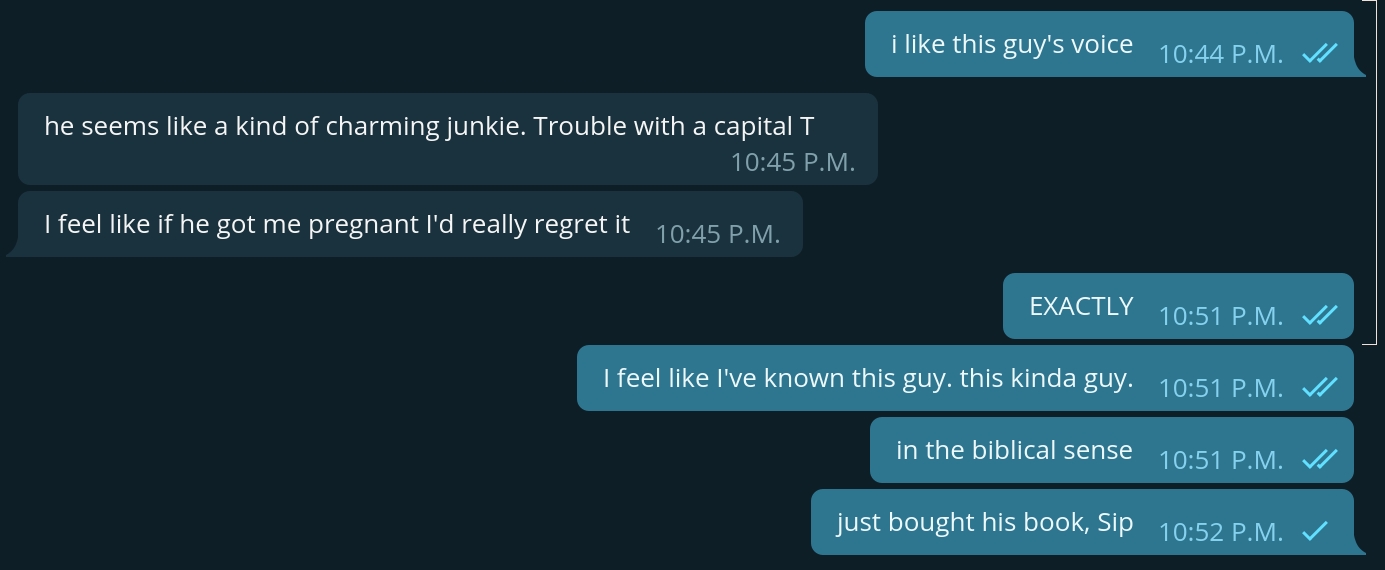 i like this guy's voice 10:44 P.M.
he seems like a kind of charming junkie. Trouble with a capital T
10:45 P.M.
I feel like if he got me pregnant I'd really regret it 10:45 P.M.
EXACTLY 10:51 P.M.
I feel like I've known this guy. this kinda guy. 10:51 P.M.
in the biblical sense 10:51 P.M.
just bought his book, Sip 10:52 P.M.